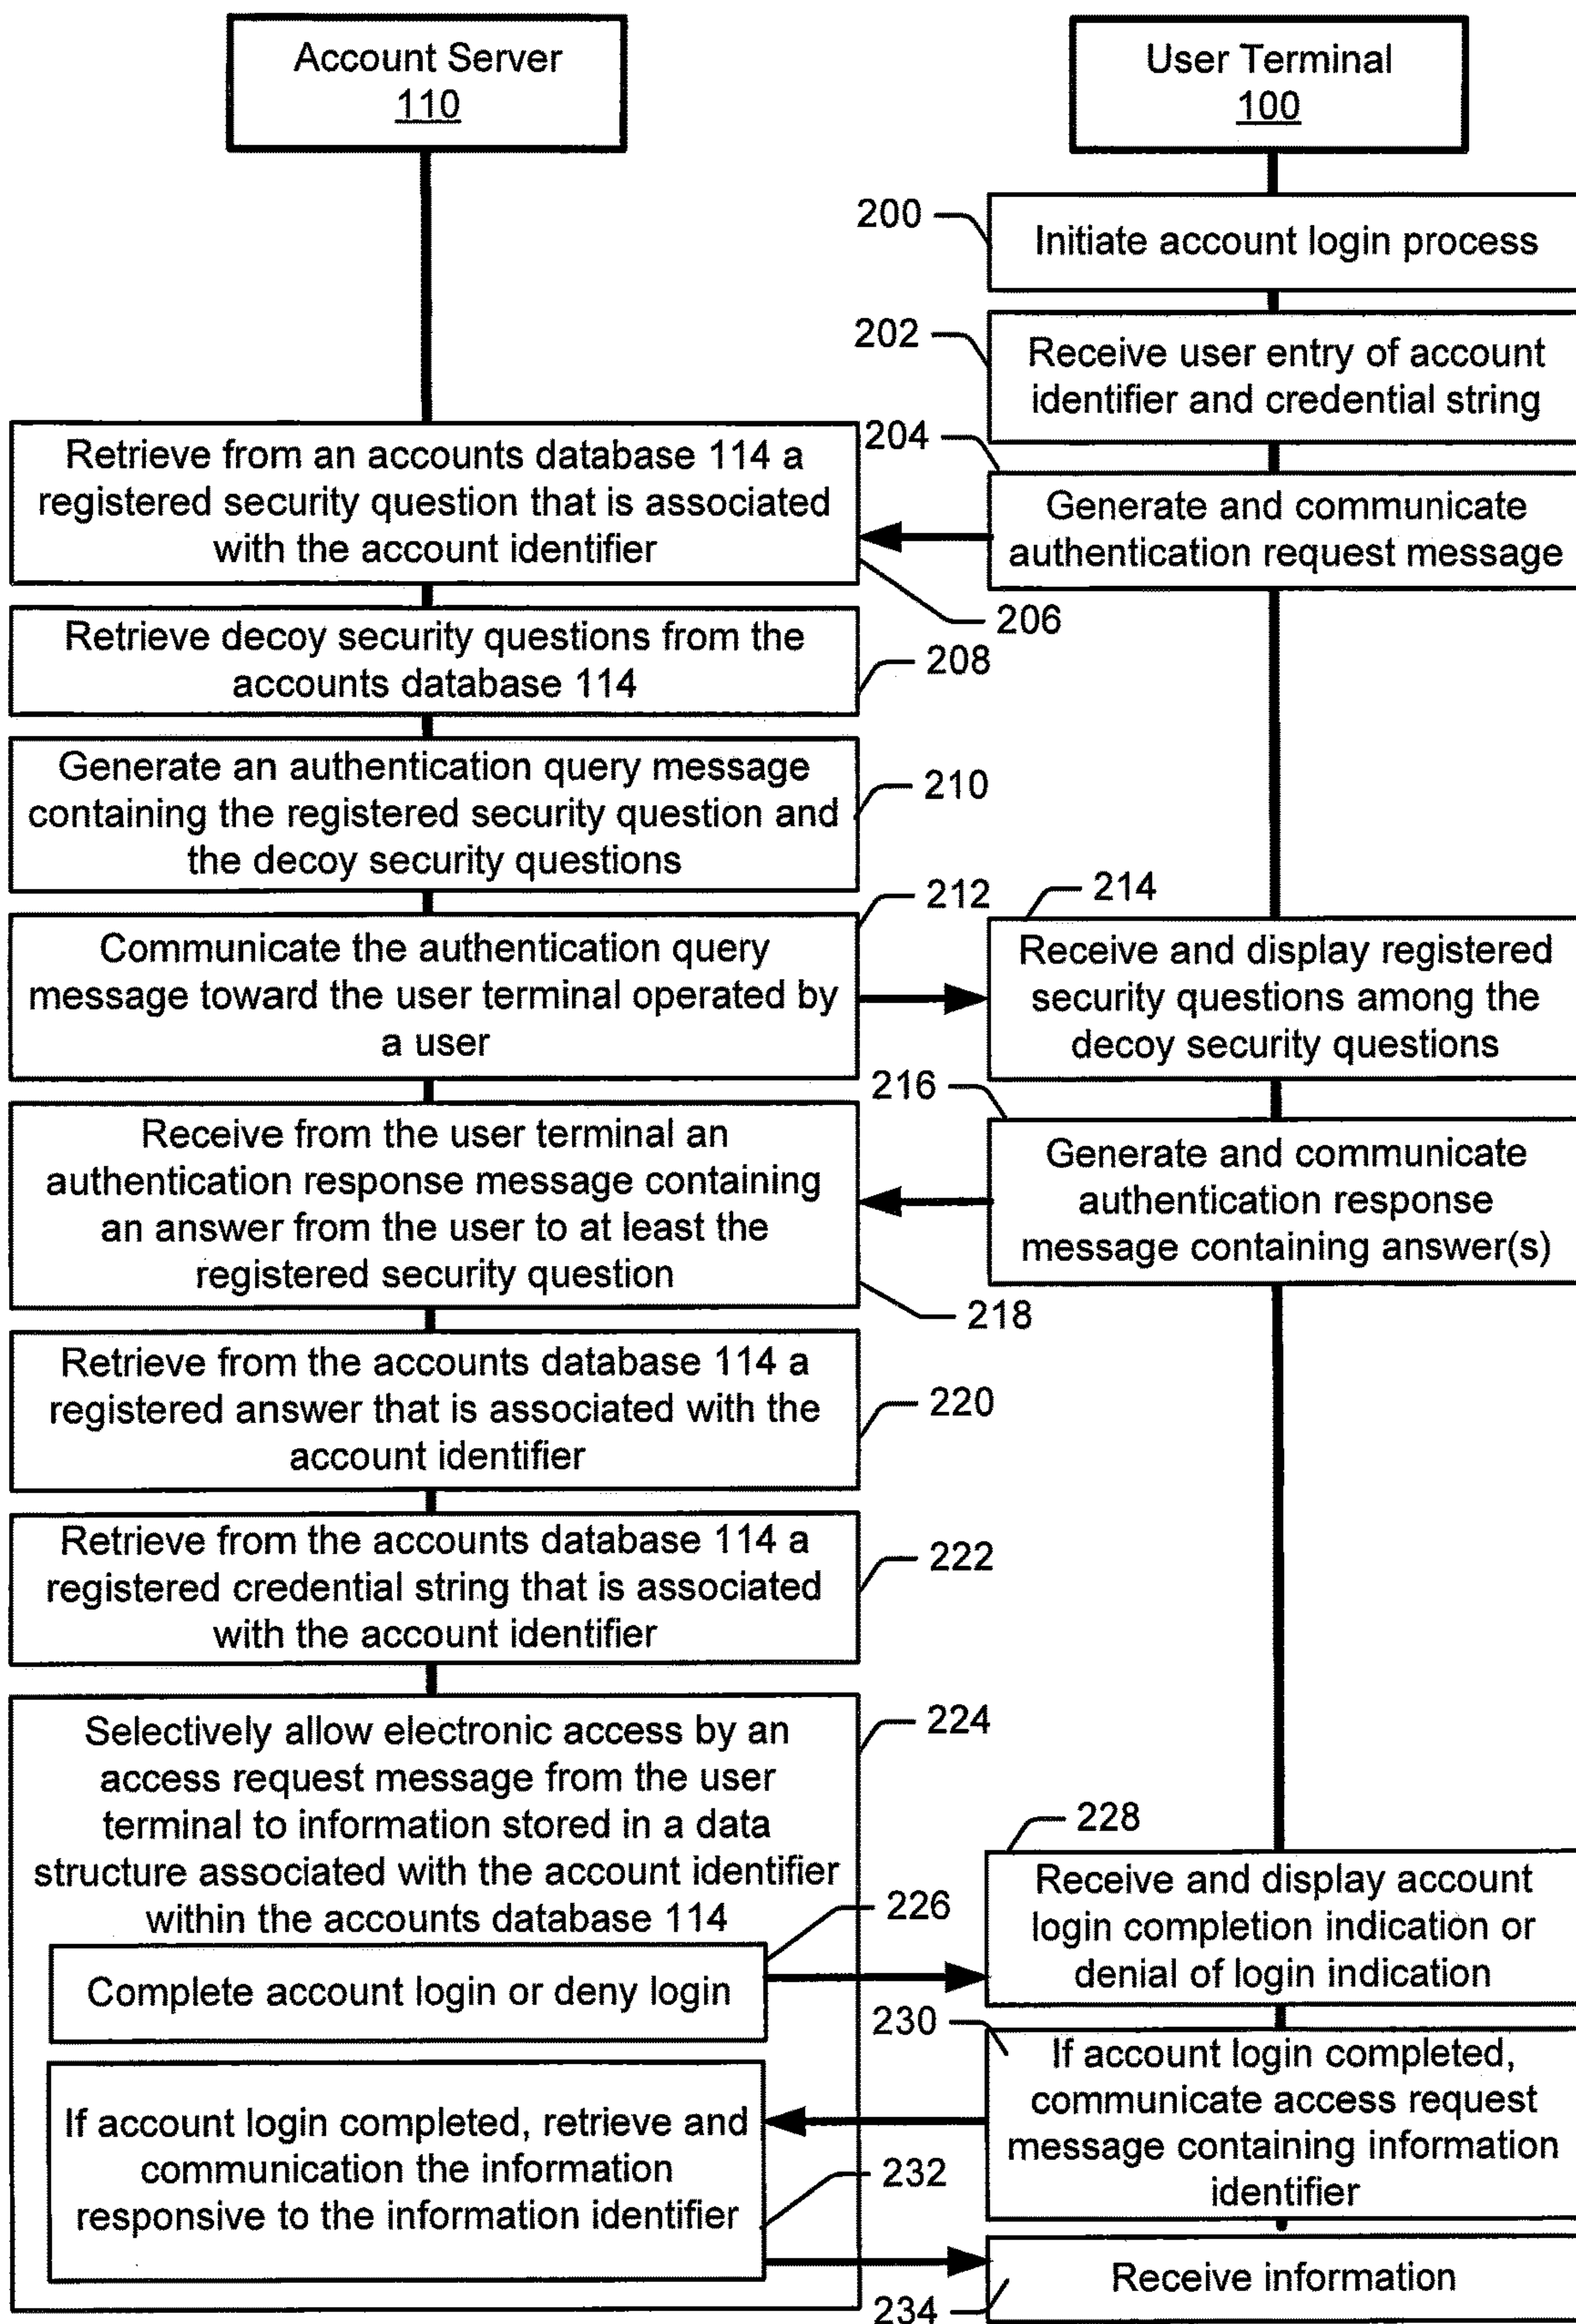 Account Server
110
User Terminal
100
200
Initiate account login process
202
Receive user entry of account
identifier and credential string
204
Generate and communicate
authentication request message
Retrieve from an accounts database 114 a
registered security question that is associated
with the account identifier
206
Retrieve decoy security questions from the
accounts database 114
208
Generate an authentication query message
containing the registered security question and
the decoy security questions
210
212
Communicate the authentication query
message toward the user terminal operated by
a user
214
Receive and display registered
security questions among the
decoy security questions
216
Generate and communicate
authentication response
message containing answer(s)
Receive from the user terminal an
authentication response message containing
an answer from the user to at least the
registered security question
218
Retrieve from the accounts database 114 a
registered answer that is associated with the
account identifier
220
Retrieve from the accounts database 114 a
registered credential string that is associated
with the account identifier
222
Selectively allow electronic access by an
access request message from the user
terminal to information stored in a data
structure associated with the account identifier
within the accounts database 114
224
226
Complete account login or deny login
228
Receive and display account
login completion indication or
denial of login indication
230
If account login completed,
communicate access request
message containing information
identifier
If account login completed, retrieve and
communication the information
responsive to the information identifier
232
Receive information
234